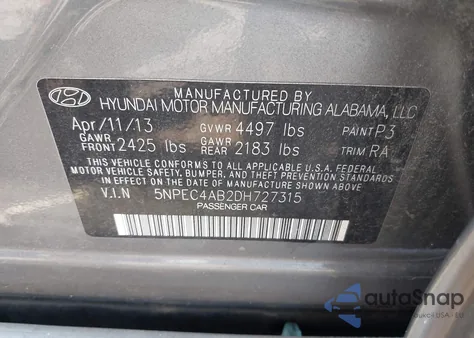 MANUFACTURED BY
HYUNDAI MOTOR MANUFACTURING ALABAMA, LLC
Apr/11/13 GVWR 4497 lbs PAINT P3
GAWR FRONT 2425 lbs GAWR REAR 2183 lbs TRIM RA
THIS VEHICLE CONFORMS TO ALL APPLICABLE U.S.A FEDERAL
MOTOR VEHICLE SAFETY, BUMPER, AND THEFT PREVENTION STANDARDS
IN EFFECT ON THE DATE OF MANUFACTURE SHOWN ABOVE.
V.I.N 5NPEC4AB2DH727315
PASSENGER CAR
autoSnap